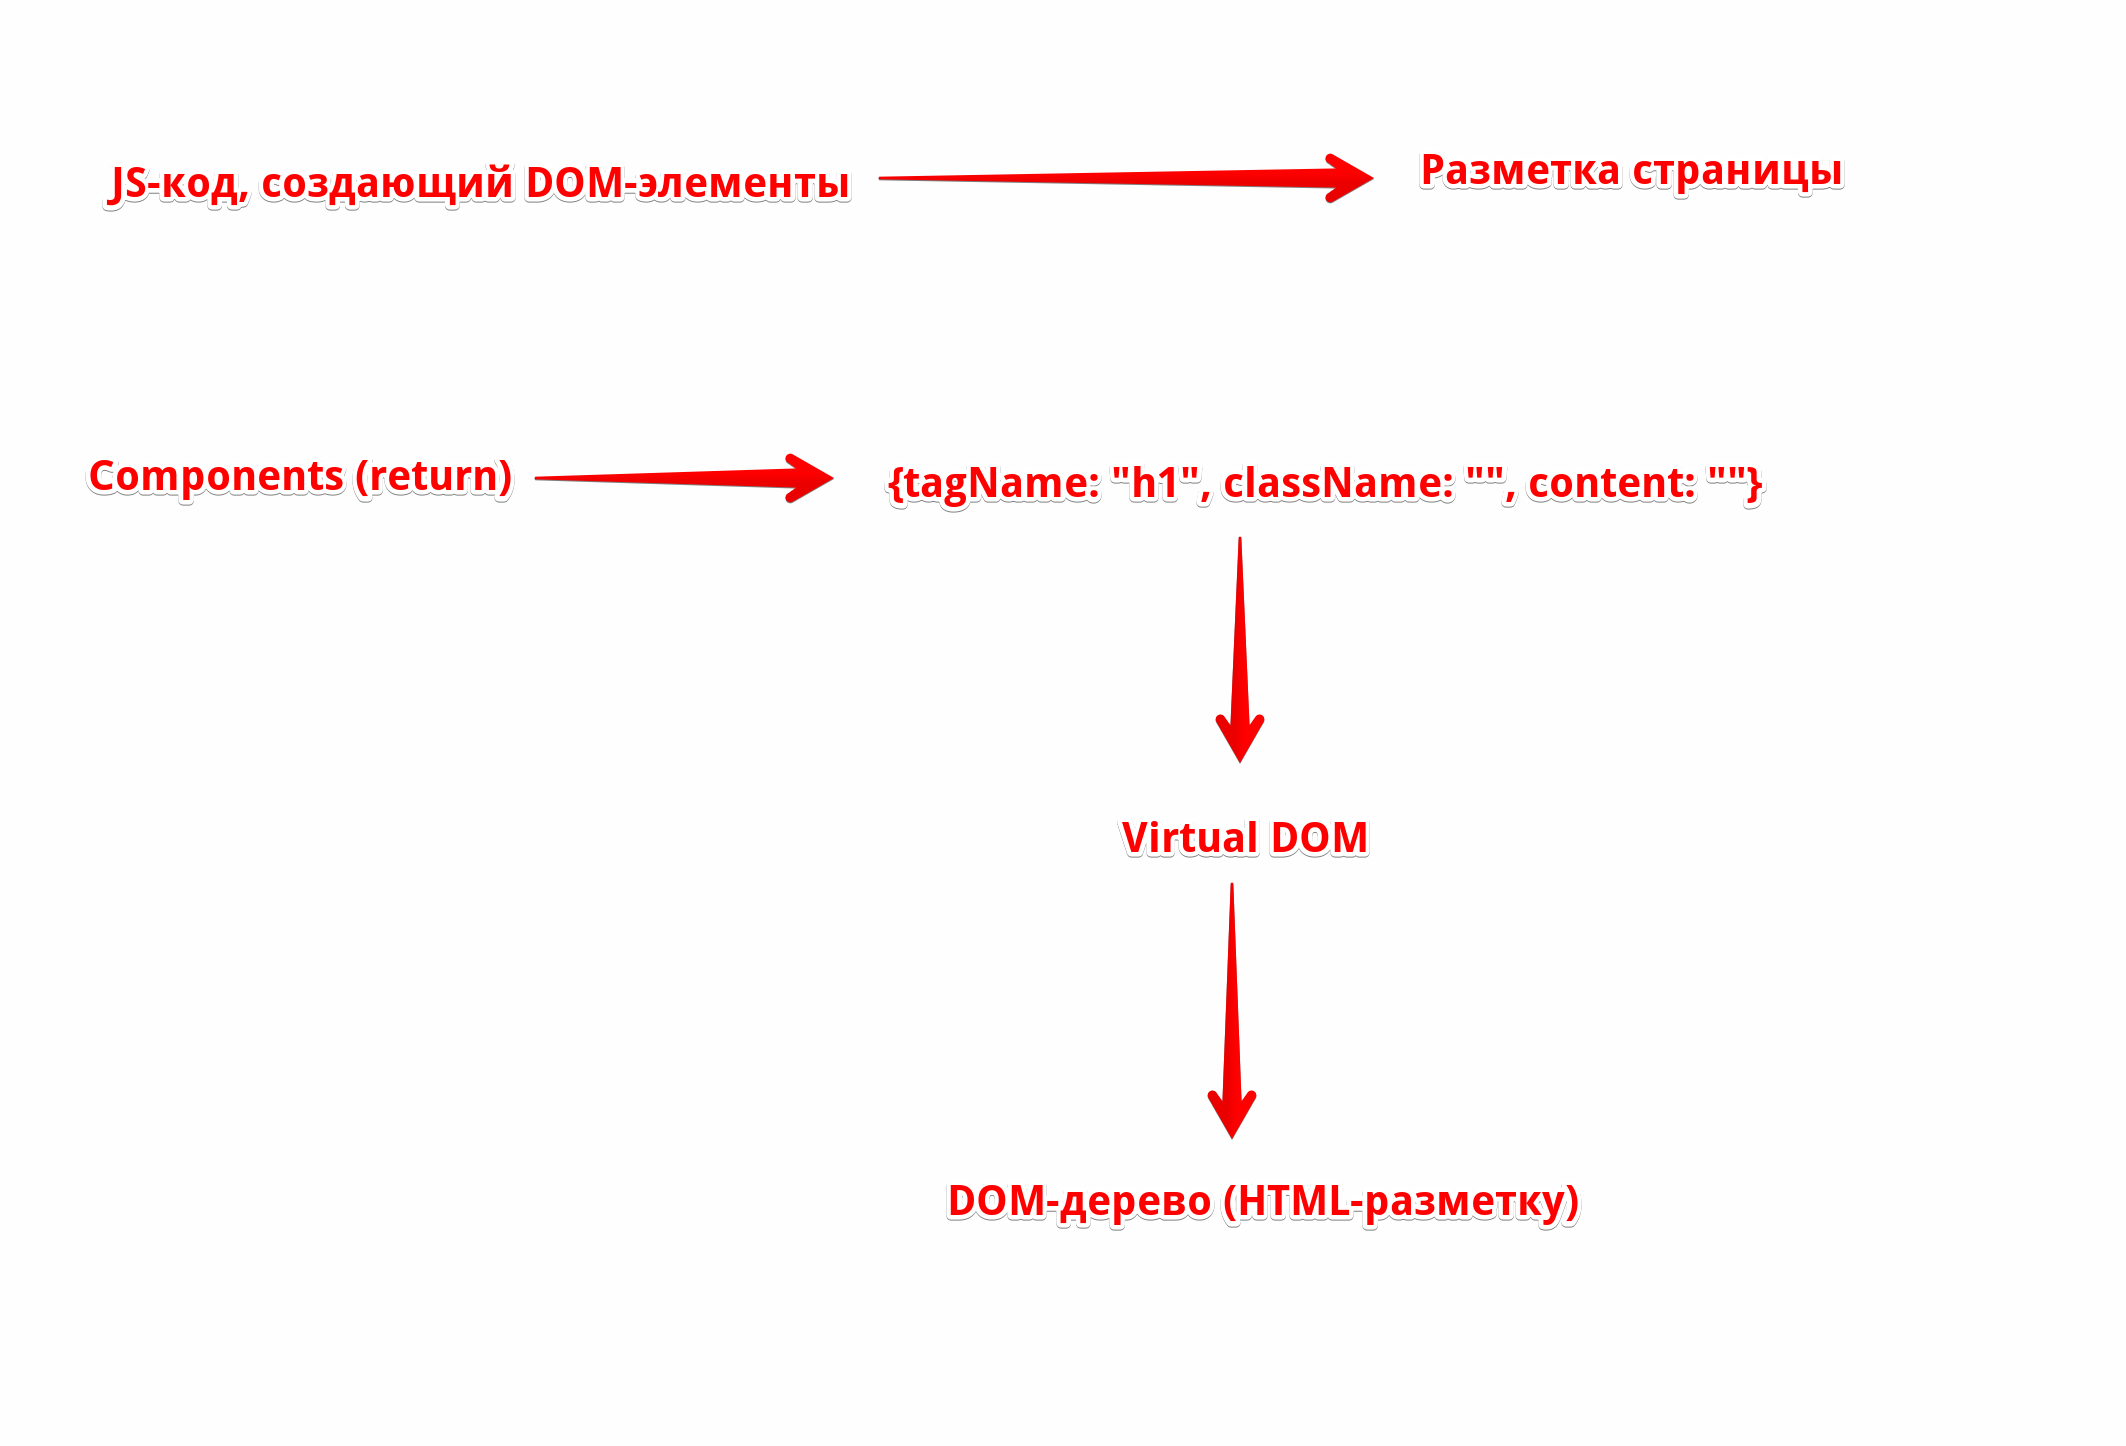 JS-код, создающий DOM-элементы
Разметка страницы
Components (return)
{tagName: "h1", className: "", content: ""}
Virtual DOM
DOM-дерево (HTML-разметку)